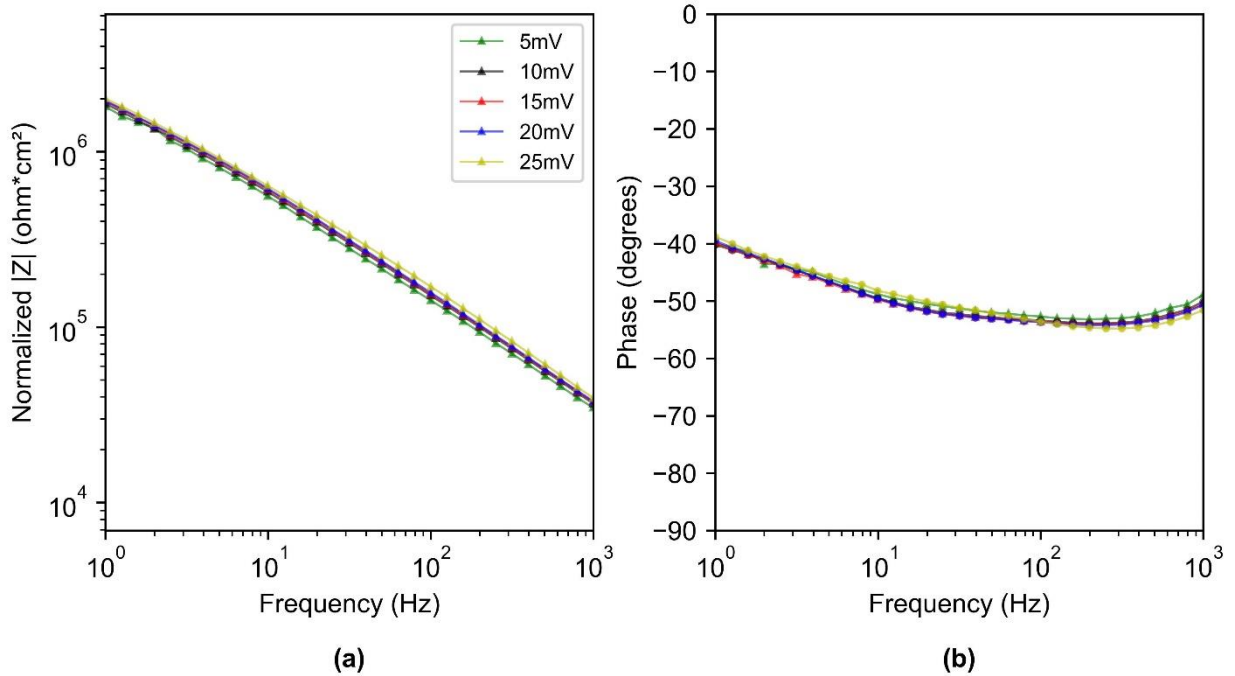 Normalized |Z| (ohm*cm²)
10⁶
10⁵
10⁴
5mV
10mV
15mV
20mV
25mV
10⁰
10¹
10²
10³
Frequency (Hz)
(a)
Phase (degrees)
0
−10
−20
−30
−40
−50
−60
−70
−80
−90
10⁰
10¹
10²
10³
Frequency (Hz)
(b)